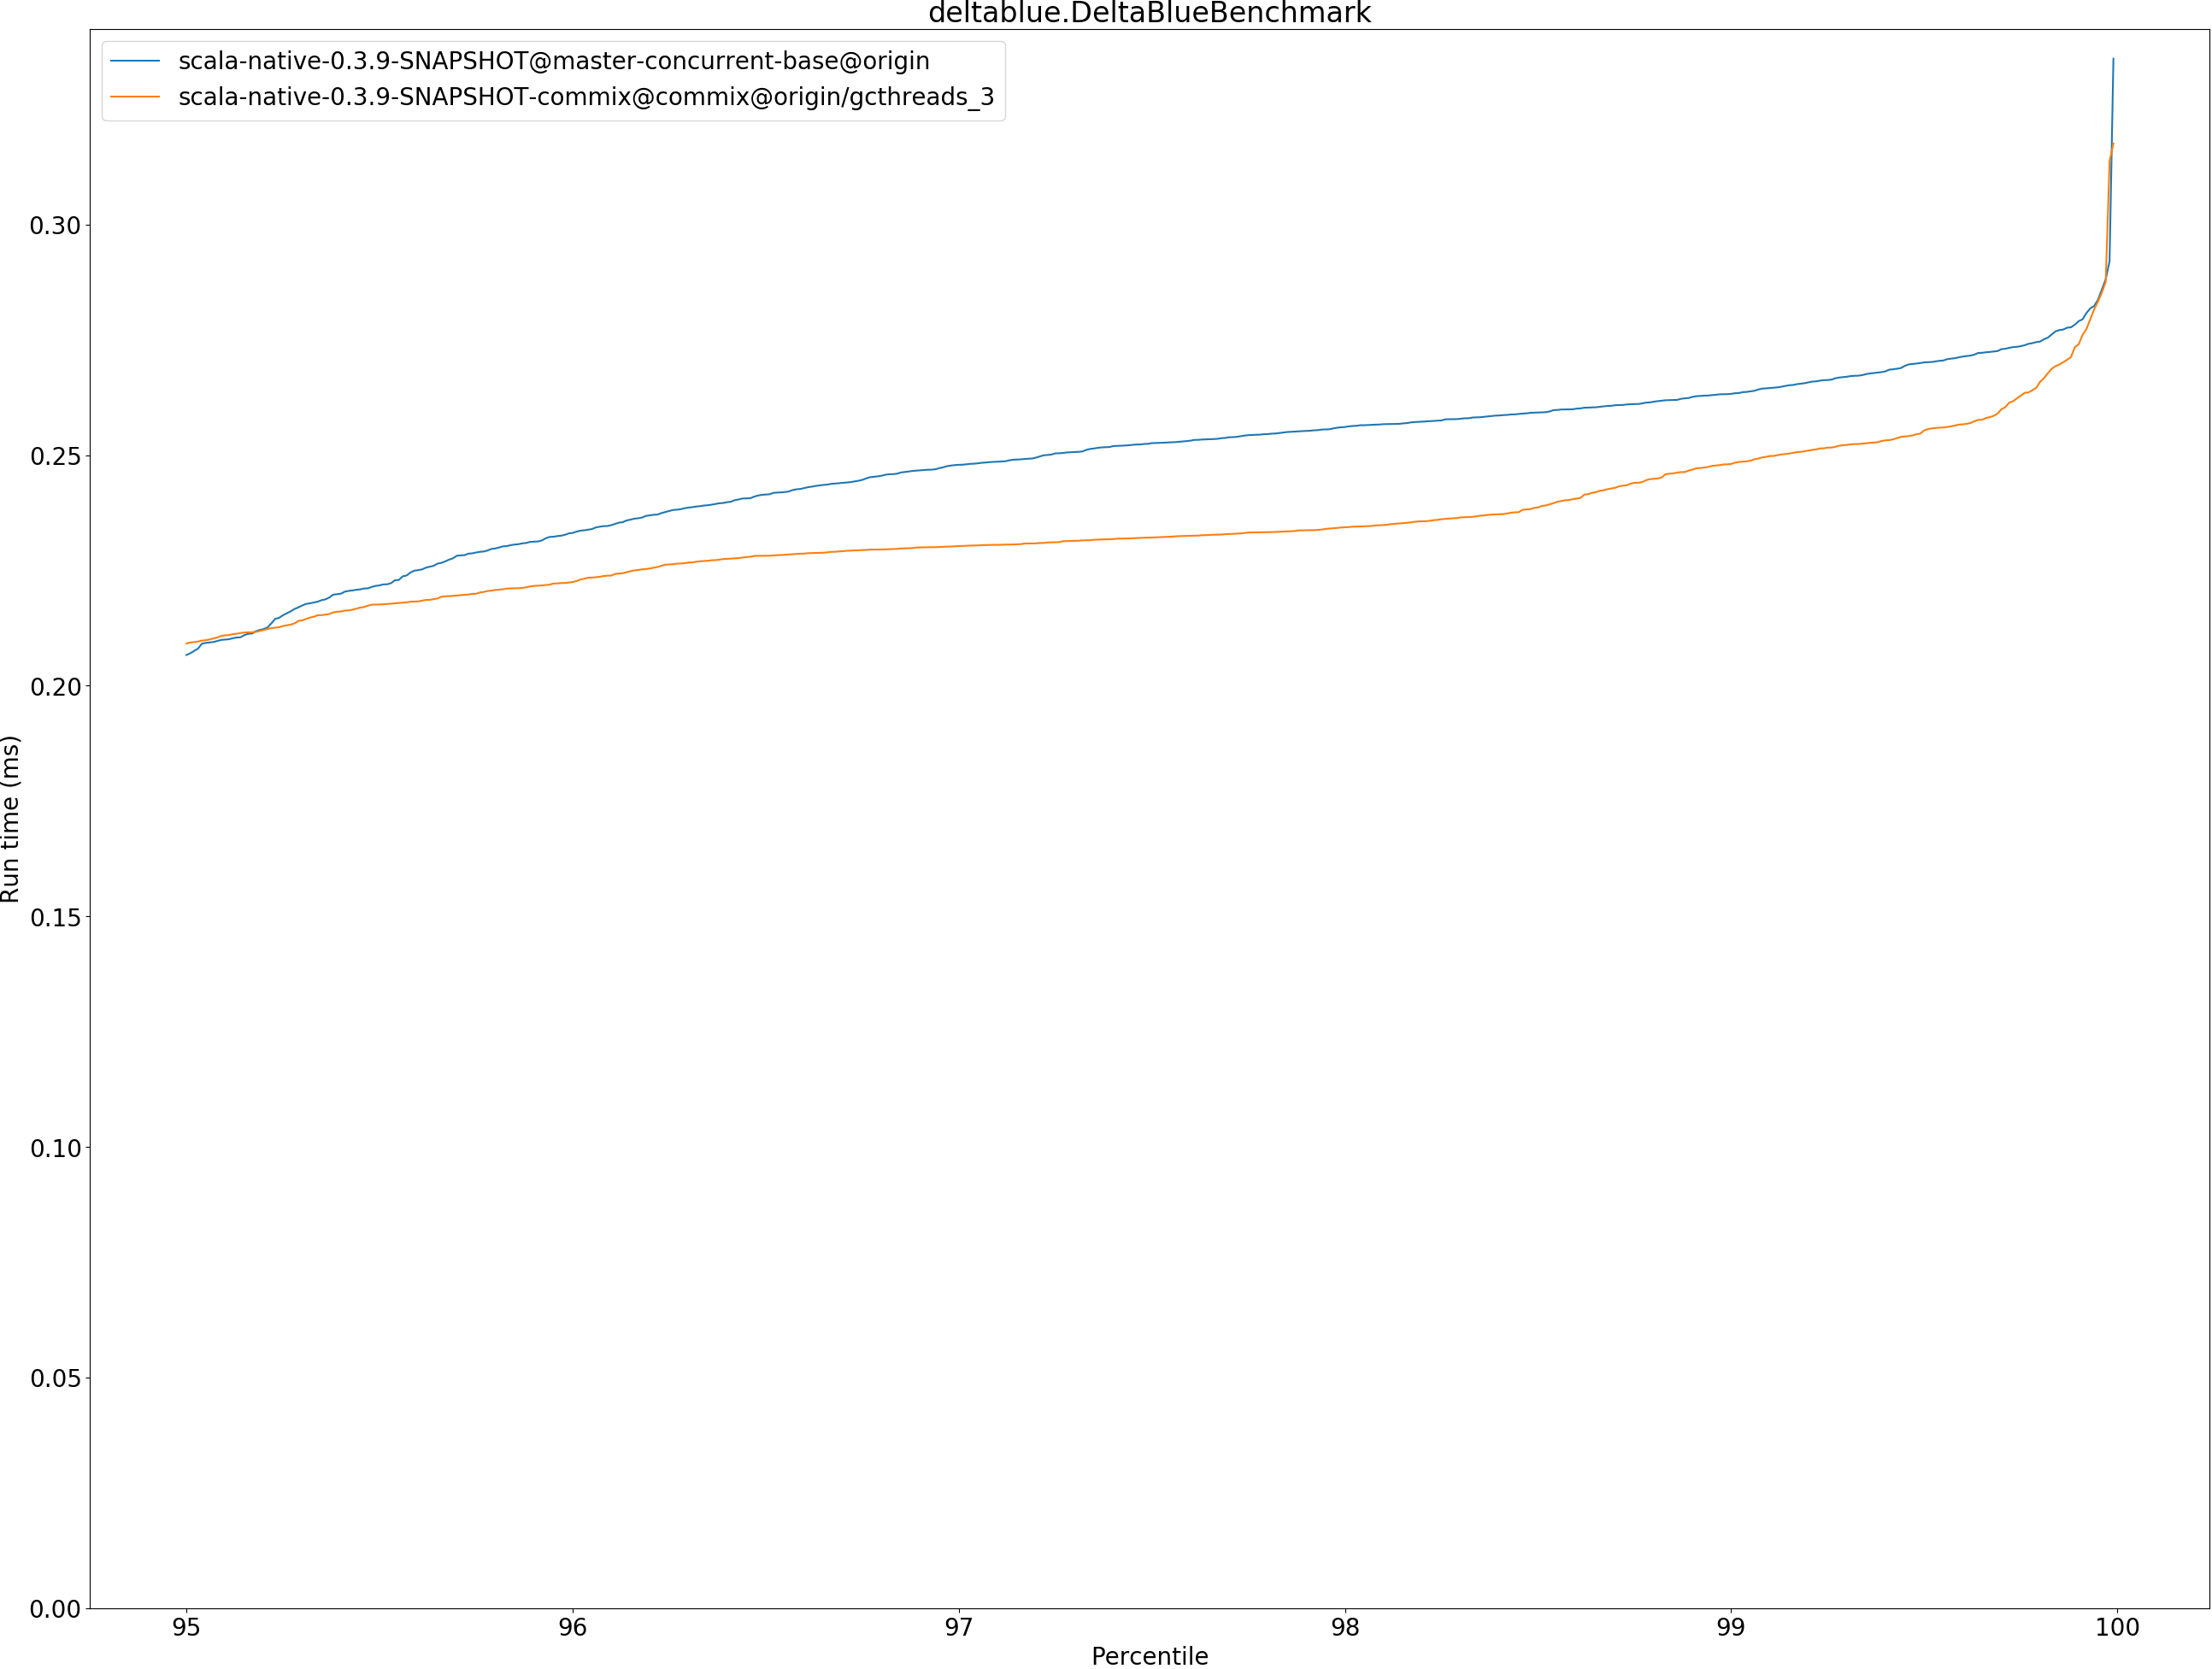 deltablue.DeltaBlueBenchmark
scala-native-0.3.9-SNAPSHOT@master-concurrent-base@origin
scala-native-0.3.9-SNAPSHOT-commix@commix@origin/gcthreads_3
0.30
0.25
0.20
0.15
0.10
0.05
0.00
Run time (ms)
95 96 97 98 99 100
Percentile